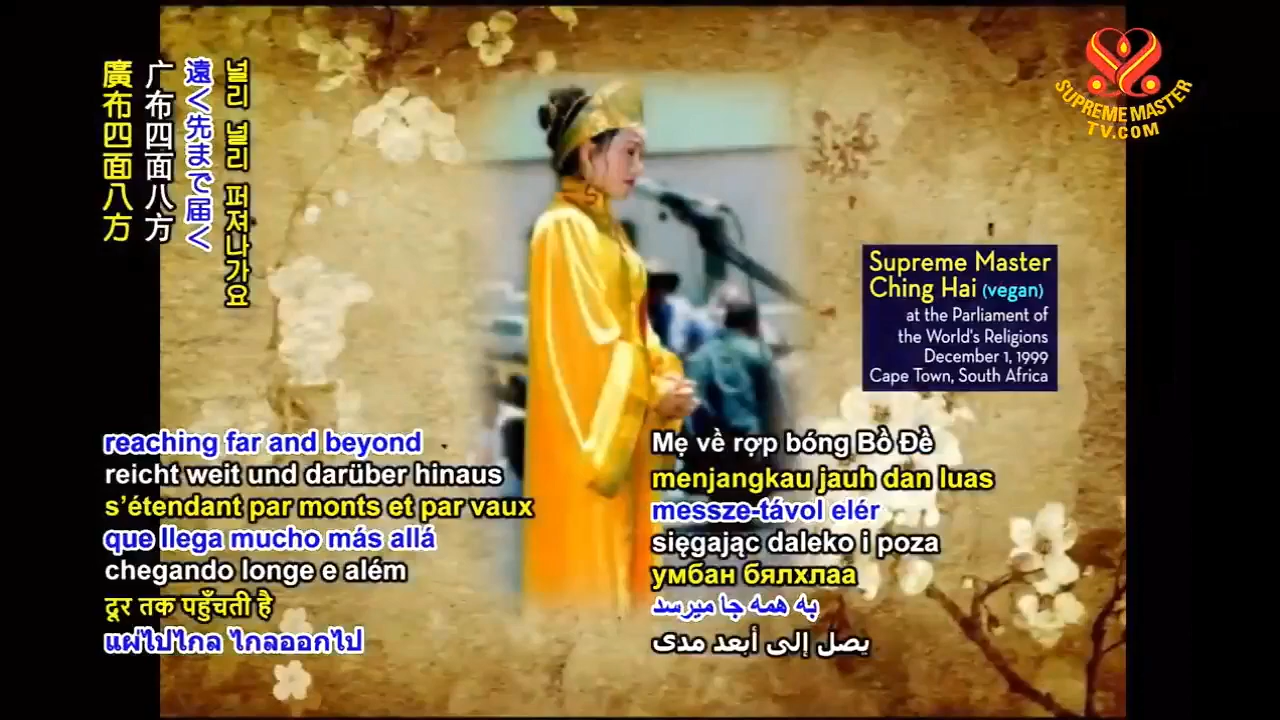 廣布四面八方
广布四面八方
遠く先まで届く
널리 널리 퍼져나가요
SUPREME MASTER
TV.COM
Supreme Master
Ching Hai (vegan)
at the Parliament of
the World's Religions
December 1, 1999
Cape Town, South Africa
reaching far and beyond
reicht weit und darüber hinaus
s’étendant par monts et par vaux
que llega mucho más allá
chegando longe e além
दूर तक पहुँचती है
แผ่ไปไกล ไกลออกไป
Mẹ về rợp bóng Bồ Đề
menjangkau jauh dan luas
messze-távol elér
sięgając daleko i poza
умбан бялхлаа
به همه جا میرسد
يصل إلى أبعد مدى